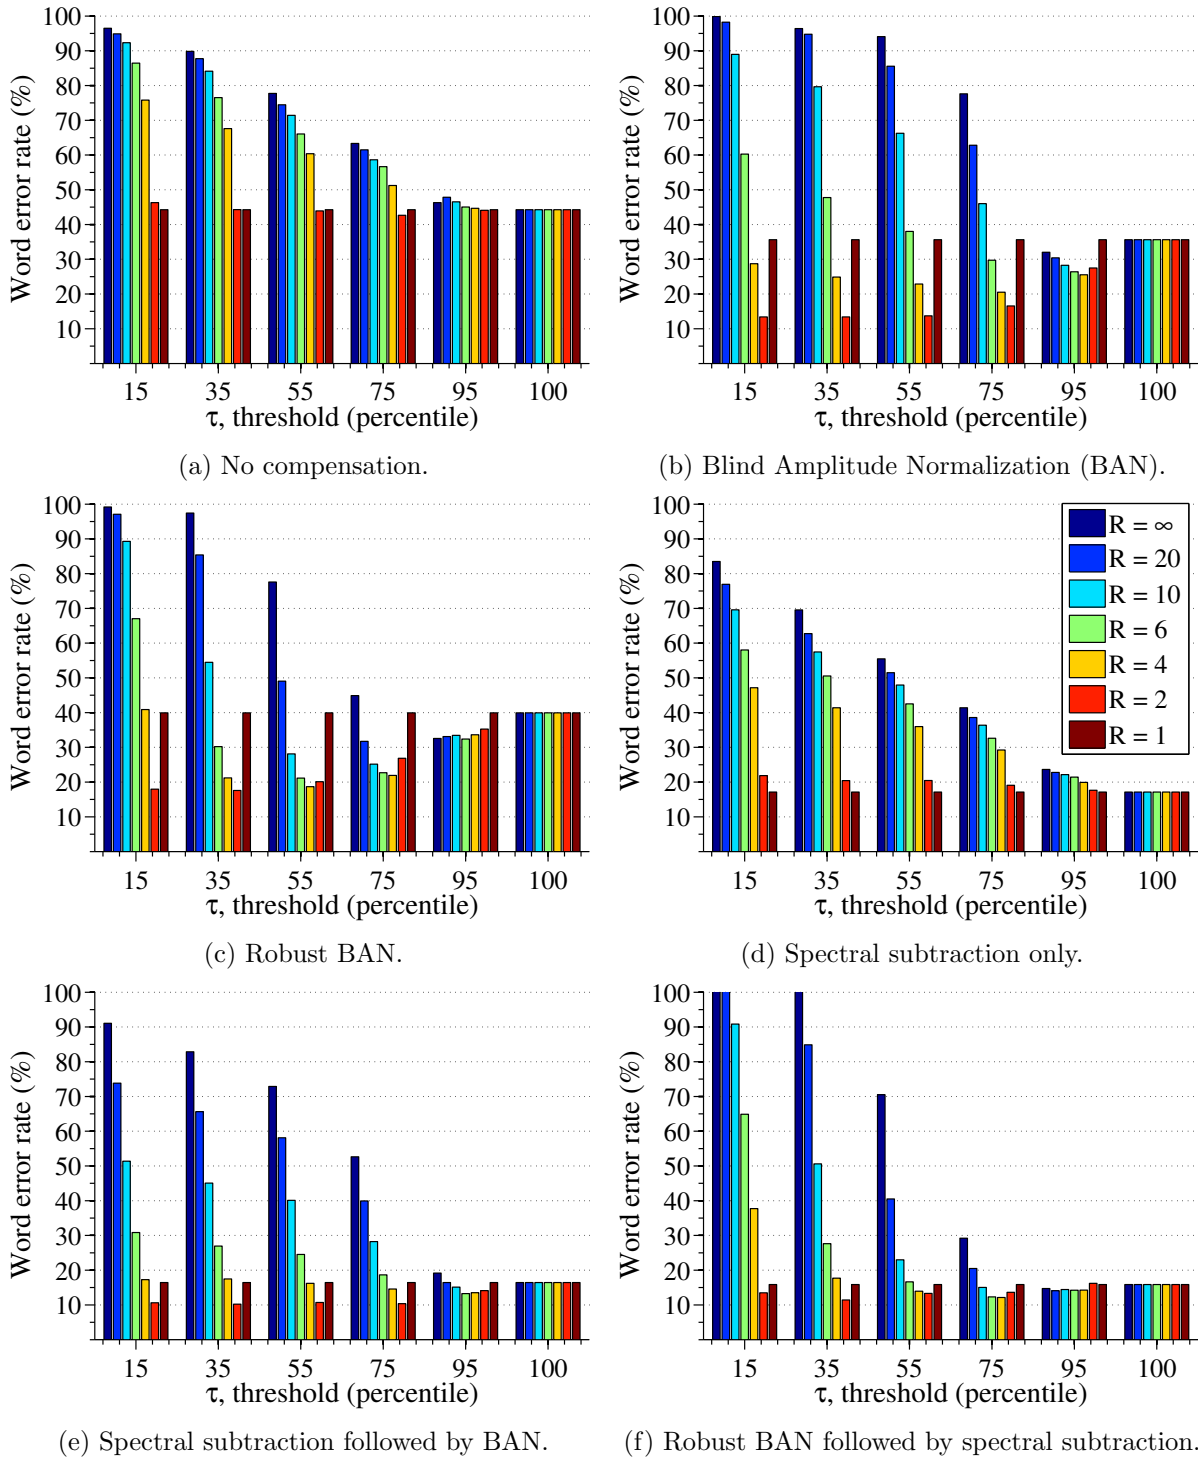 100
90
80
70
60
50
40
30
20
10
Word error rate (%)
15 35 55 75 95 100
τ, threshold (percentile)
(a) No compensation.
100
90
80
70
60
50
40
30
20
10
Word error rate (%)
15 35 55 75 95 100
τ, threshold (percentile)
(b) Blind Amplitude Normalization (BAN).
100
90
80
70
60
50
40
30
20
10
Word error rate (%)
15 35 55 75 95 100
τ, threshold (percentile)
(c) Robust BAN.
100
90
80
70
60
50
40
30
20
10
Word error rate (%)
R = ∞
R = 20
R = 10
R = 6
R = 4
R = 2
R = 1
15 35 55 75 95 100
τ, threshold (percentile)
(d) Spectral subtraction only.
100
90
80
70
60
50
40
30
20
10
Word error rate (%)
15 35 55 75 95 100
τ, threshold (percentile)
(e) Spectral subtraction followed by BAN.
100
90
80
70
60
50
40
30
20
10
Word error rate (%)
15 35 55 75 95 100
τ, threshold (percentile)
(f) Robust BAN followed by spectral subtraction.